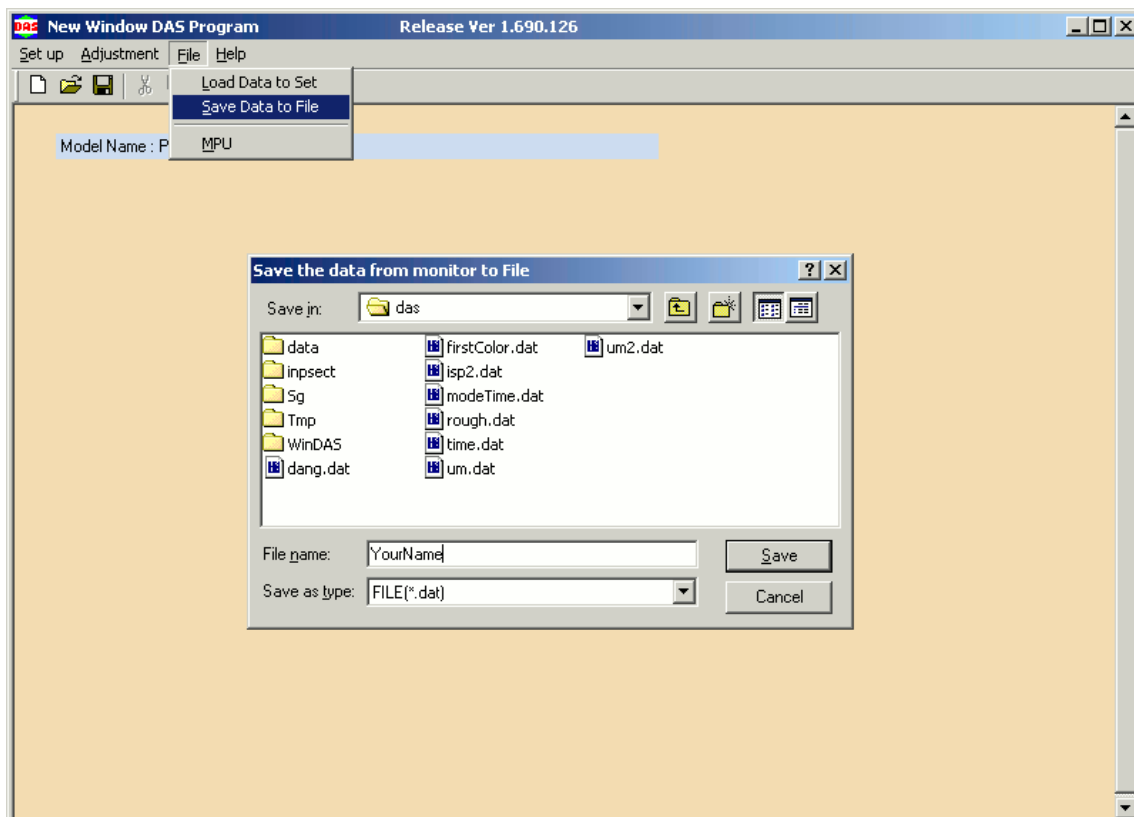 DAS New Window DAS Program Release Ver 1.690.126
Set up Adjustment File Help
Load Data to Set
Save Data to File
MPU
Model Name : P
Save the data from monitor to File
Save in: das
data firstColor.dat um2.dat
inpsect isp2.dat
Sg modeTime.dat
Tmp rough.dat
WinDAS time.dat
dang.dat um.dat
File name: YourName Save
Save as type: FILE(*.dat) Cancel